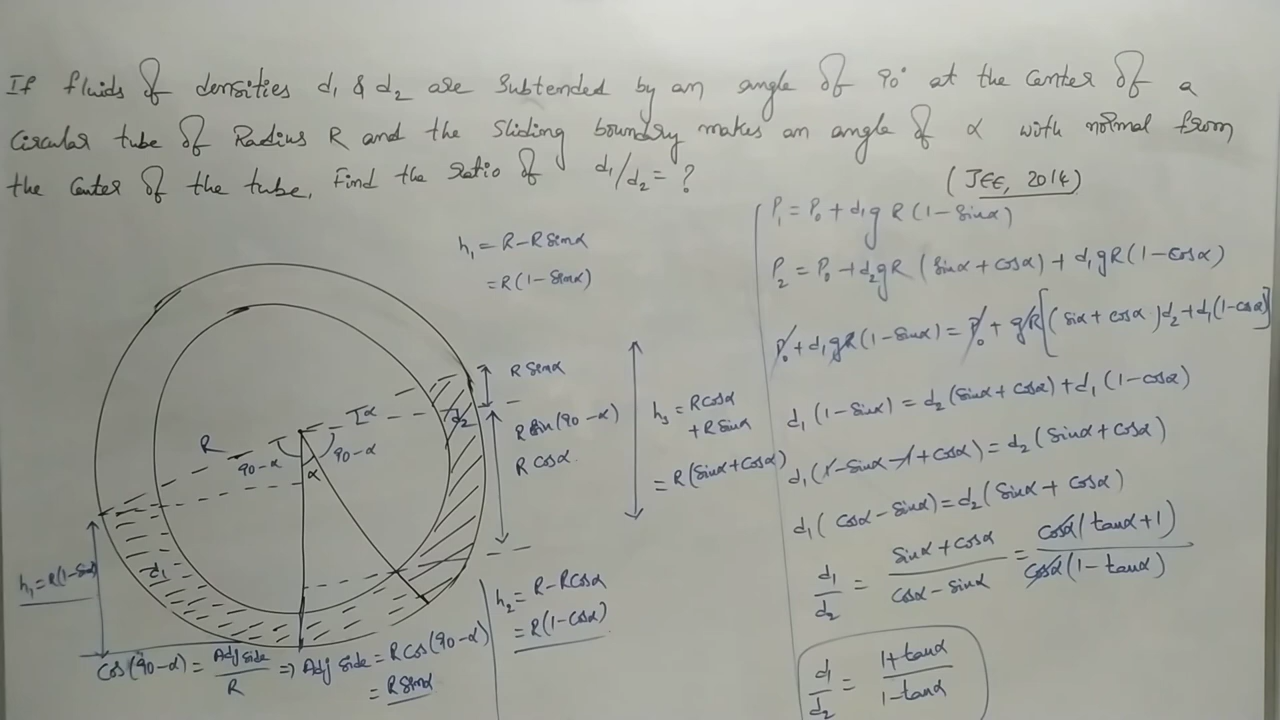 If fluids of densities d₁ & d₂ are subtended by an angle of 90° at the center of a
Circular tube of Radius R and the sliding boundry makes an angle of α with normal from
the center of the tube, Find the ratio of d₁/d₂ = ?
(JEE, 2014)
h₁ = R - R sinα
= R(1 - sinα)
P₁ = P₀ + d₁g R(1 - sinα)
P₂ = P₀ + d₂gR (sinα + cosα) + d₁gR(1 - cosα)
P₀ + d₁gR(1 - sinα) = P₀ + gR[(sinα + cosα)d₂ + d₁(1 - cosα)]
d₁(1 - sinα) = d₂(sinα + cosα) + d₁(1 - cosα)
d₁(1 - sinα - 1 + cosα) = d₂(sinα + cosα)
d₁(cosα - sinα) = d₂(sinα + cosα)
d₁/d₂ = sinα + cosα / cosα - sinα = cosα(tanα + 1) / cosα(1 - tanα)
d₁/d₂ = 1 + tanα / 1 - tanα
R sinα
R sin(90 - α)
R cosα
h₃ = R cosα
+ R sinα
= R(sinα + cosα)
α
d₂
R
90 - α
90 - α
α
d₁
h₁ = R(1 - sinα)
h₂ = R - R cosα
= R(1 - cosα)
cos(90 - α) = Adj side / R ⇒ Adj side = R cos(90 - α)
= R sinα